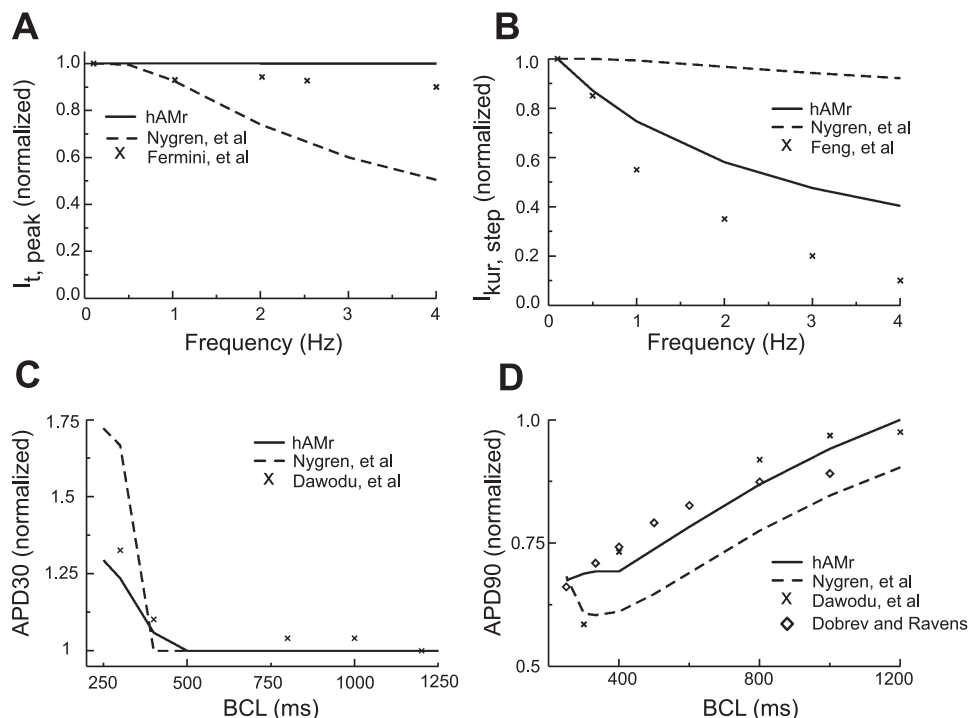 A
I_t, peak (normalized)
1.0
0.8
0.6
0.4
0.2
0.0
hAMr
Nygren, et al
x Fermini, et al
0 1 2 3 4
Frequency (Hz)
B
I_kur, step (normalized)
1.0
0.8
0.6
0.4
0.2
0.0
hAMr
Nygren, et al
x Feng, et al
0 1 2 3 4
Frequency (Hz)
C
APD30 (normalized)
1.75
1.5
1.25
1
hAMr
Nygren, et al
x Dawodu, et al
250 500 750 1000 1250
BCL (ms)
D
APD90 (normalized)
1.0
0.75
0.5
hAMr
Nygren, et al
x Dawodu, et al
Dobrev and Ravens
400 800 1200
BCL (ms)